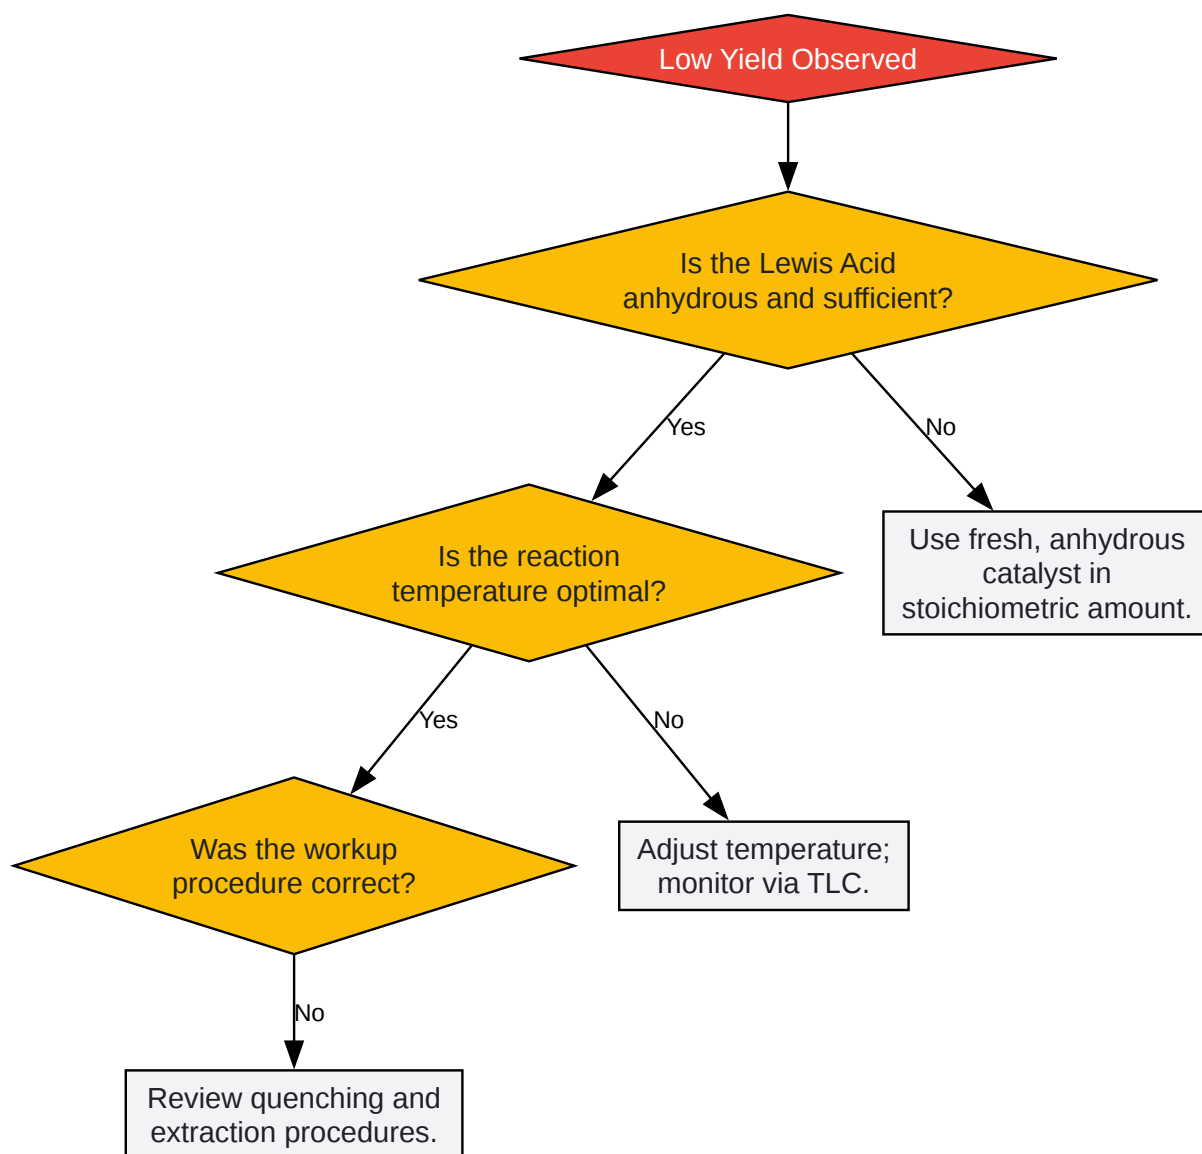 Low Yield Observed
Is the Lewis Acid
anhydrous and sufficient?
Yes
No
Is the reaction
temperature optimal?
Use fresh, anhydrous
catalyst in
stoichiometric amount.
Yes
No
Was the workup
procedure correct?
Adjust temperature;
monitor via TLC.
No
Review quenching and
extraction procedures.